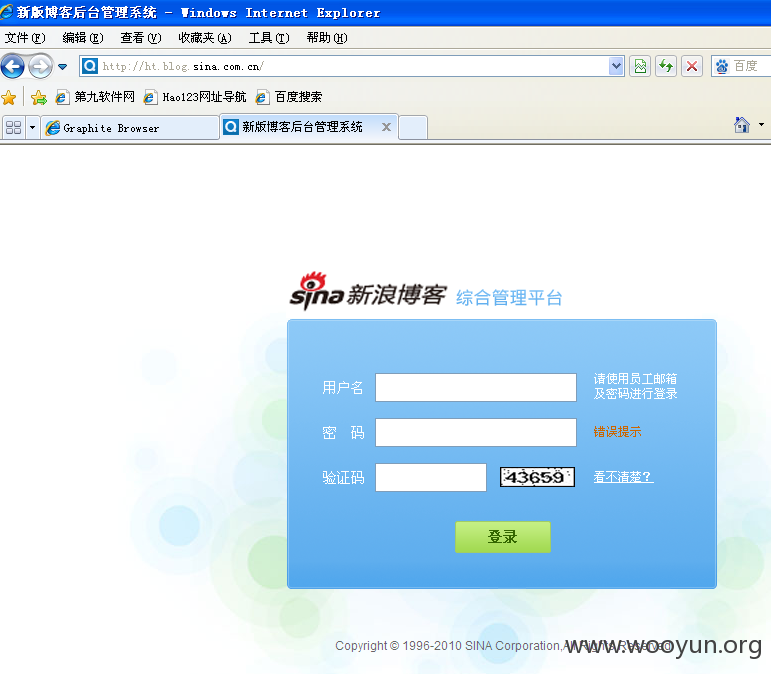 新版博客后台管理系统 - Windows Internet Explorer
文件(F) 编辑(E) 查看(V) 收藏夹(A) 工具(T) 帮助(H)
http://ht.blog.sina.com.cn/
百度
第九软件网 Hao123网址导航 百度搜索
Graphite Browser 新版博客后台管理系统
sina新浪博客 综合管理平台
用户名 请使用员工邮箱
及密码进行登录
密 码 错误提示
验证码 43659 看不清楚?
登录
Copyright © 1996-2010 SINA Corporation,All Rights Reserved
www.wooyun.org